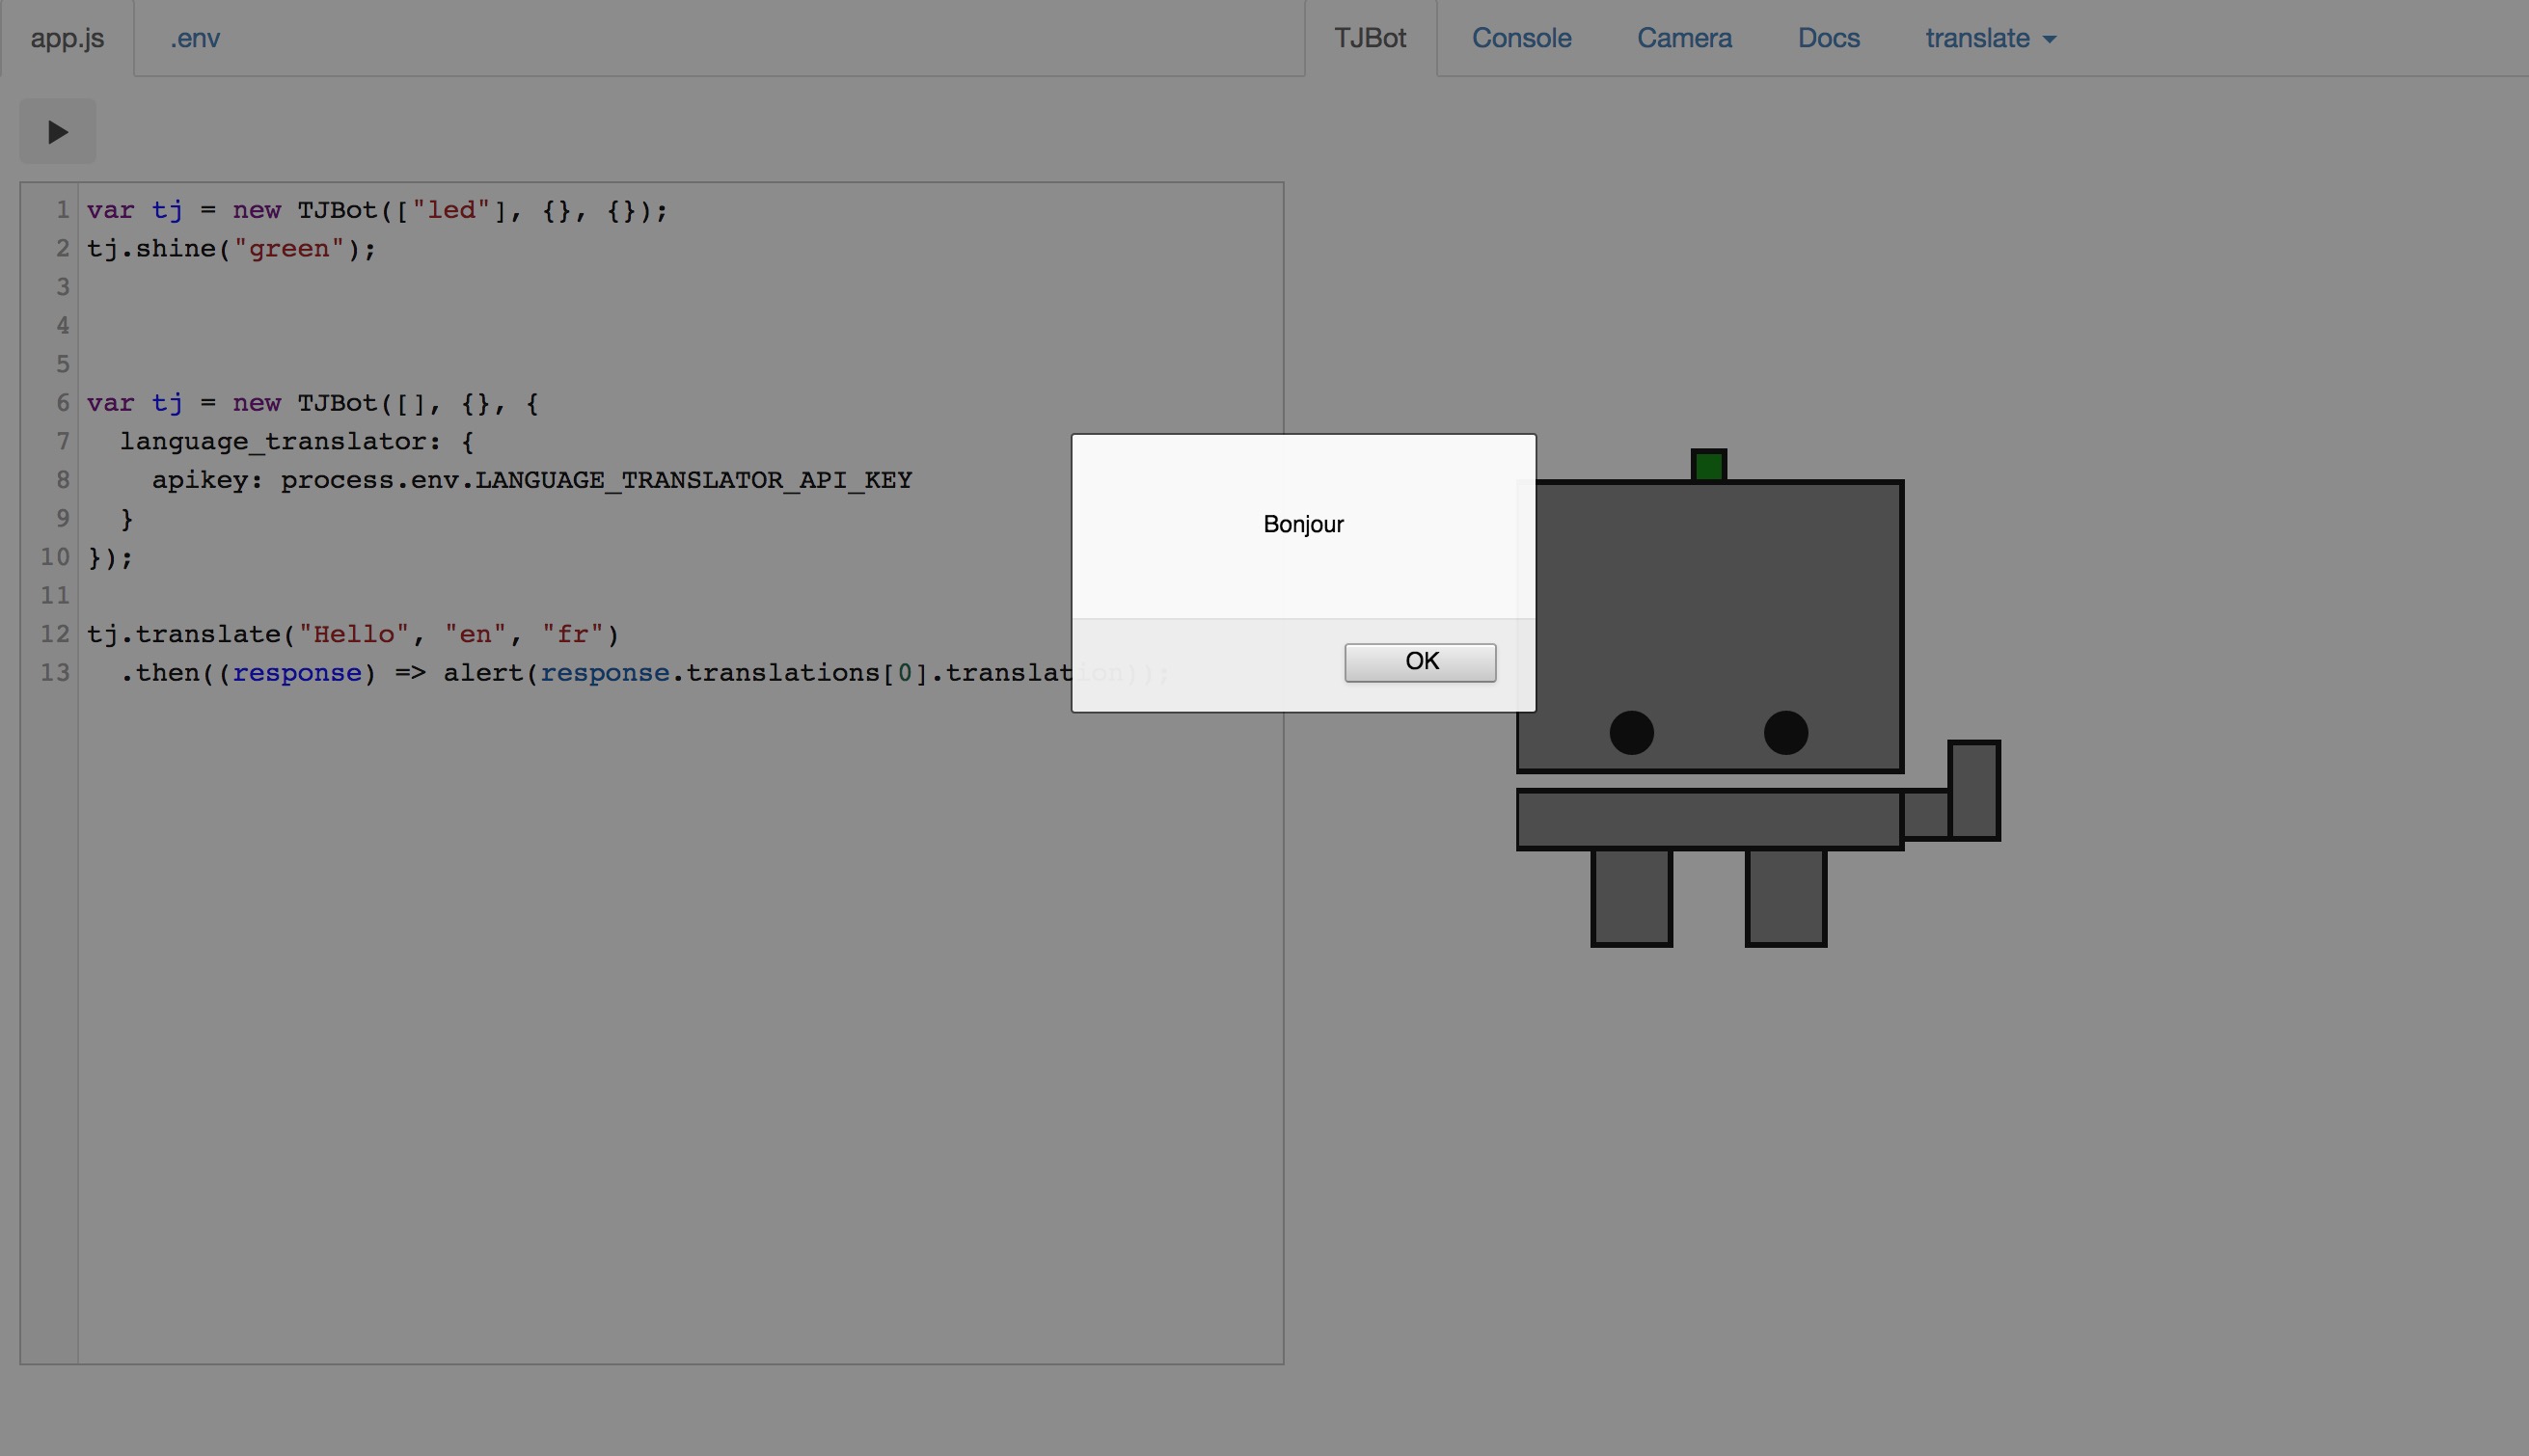 app.js .env
TJBot Console Camera Docs translate
1 var tj = new TJBot(["led"], {}, {});
2 tj.shine("green");
3
4
5
6 var tj = new TJBot([], {}, {
7 language_translator: {
8 apikey: process.env.LANGUAGE_TRANSLATOR_API_KEY
9 }
10 });
11
12 tj.translate("Hello", "en", "fr")
13 .then((response) => alert(response.translations[0].translation));
Bonjour
OK